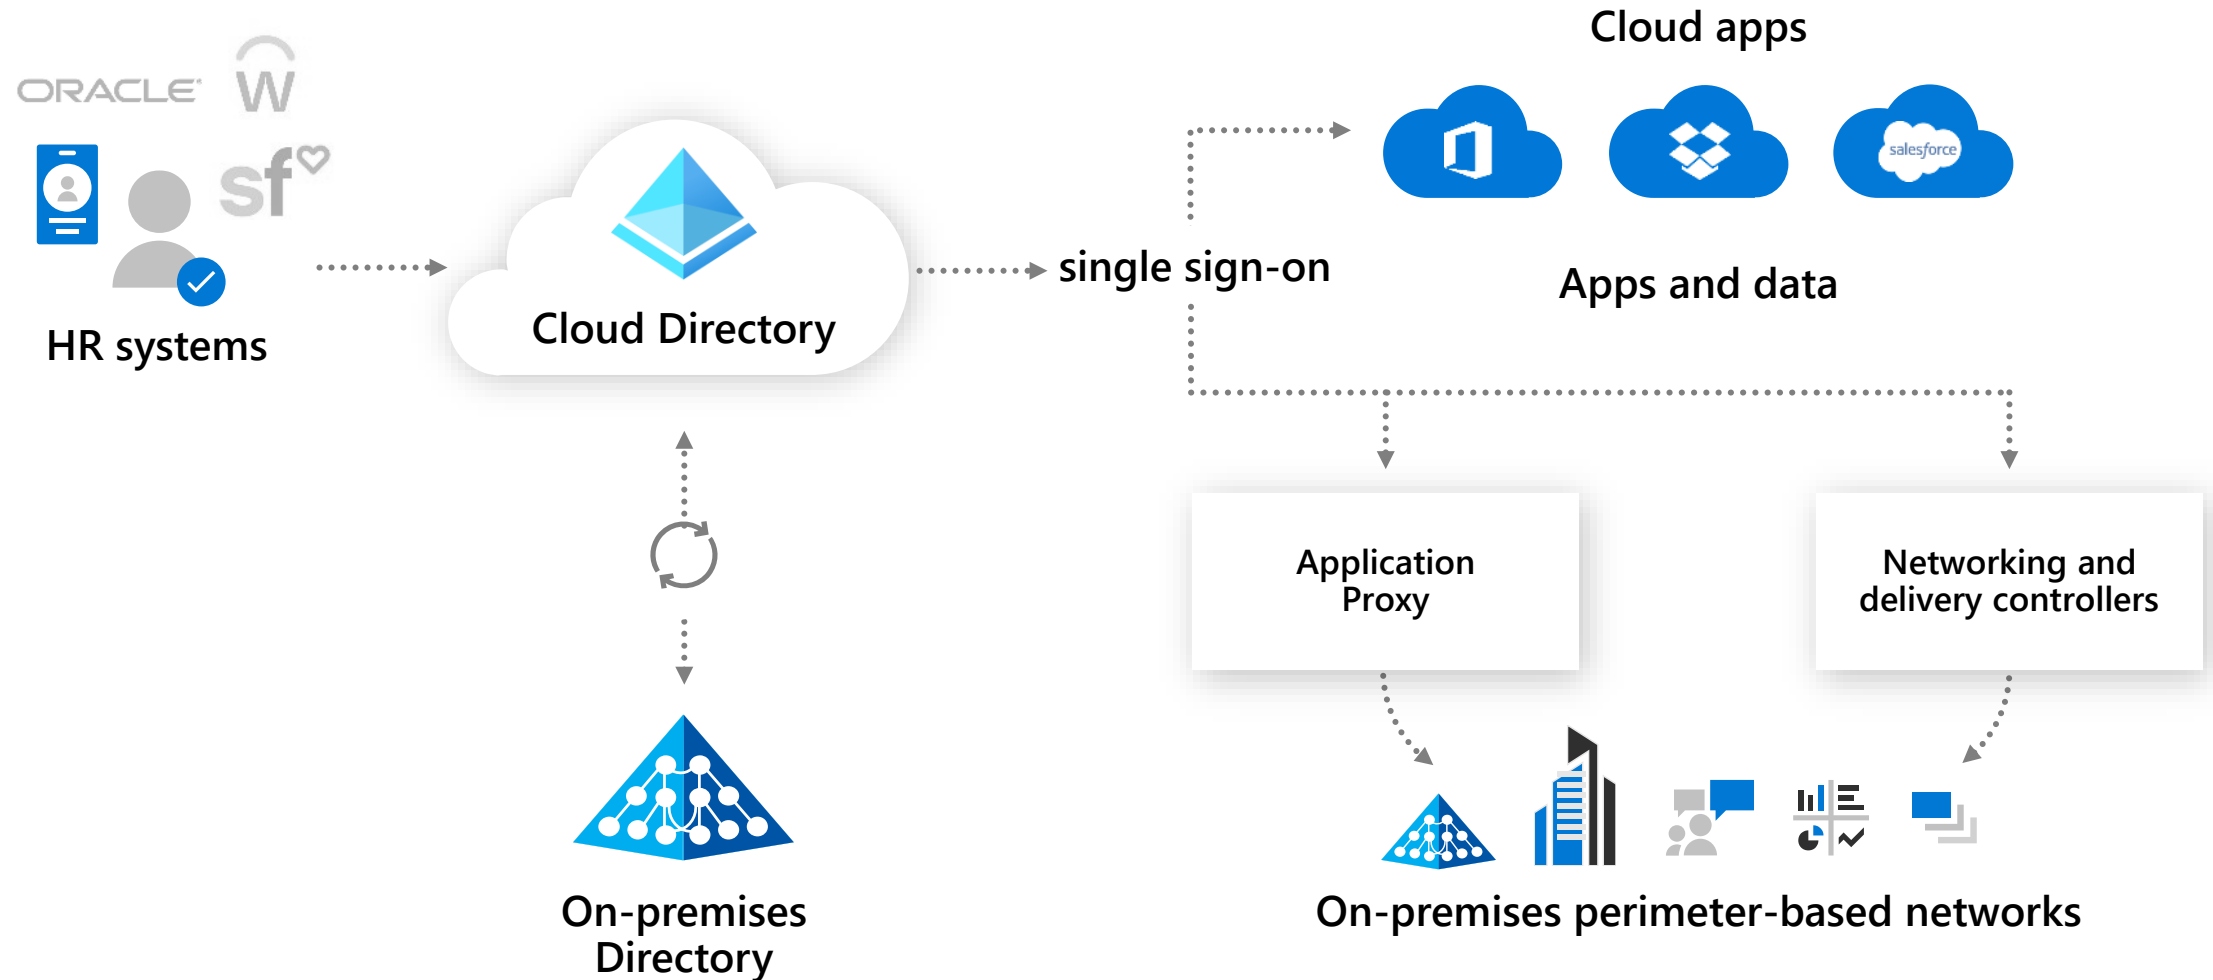 Cloud apps
ORACLE
W
sf
salesforce
HR systems
Cloud Directory
single sign-on
Apps and data
Application
Proxy
Networking and
delivery controllers
On-premises
Directory
On-premises perimeter-based networks